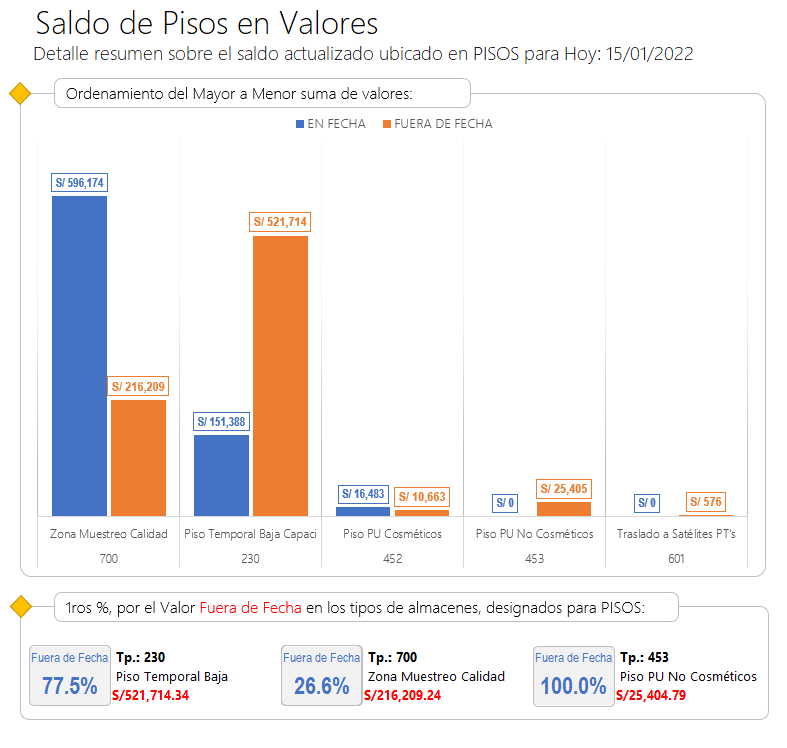 Saldo de Pisos en Valores
Detalle resumen sobre el saldo actualizado ubicado en PISOS para Hoy: 15/01/2022
Ordenamiento del Mayor a Menor suma de valores:
EN FECHA FUERA DE FECHA
S/ 596,174
S/ 216,209
S/ 151,388
S/ 521,714
S/ 16,483
S/ 10,663
S/ 0
S/ 25,405
S/ 0
S/ 576
Zona Muestreo Calidad Piso Temporal Baja Capaci Piso PU Cosméticos Piso PU No Cosméticos Traslado a Satélites PT's
700 230 452 453 601
1ros %, por el Valor Fuera de Fecha en los tipos de almacenes, designados para PISOS:
Fuera de Fecha
77.5%
Tp.: 230
Piso Temporal Baja
S/521,714.34
Fuera de Fecha
26.6%
Tp.: 700
Zona Muestreo Calidad
S/216,209.24
Fuera de Fecha
100.0%
Tp.: 453
Piso PU No Cosméticos
S/25,404.79